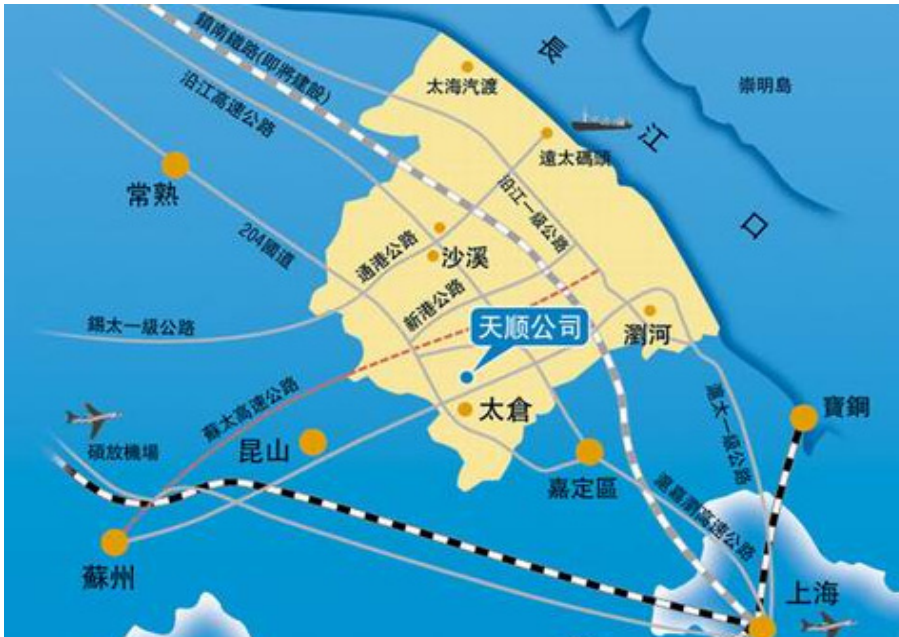 鎮南鐵路(即將建設)
沿江高速公路
太海汽渡
長江口
崇明島
遠太碼頭
常熟
204國道
通港公路
沙溪
沿江一級公路
新港公路
錫太一級公路
天顺公司
瀏河
蘇太高速公路
太倉
寶鋼
碩放機場
昆山
嘉定區
滬太一級公路
滬嘉瀏高速公路
蘇州
上海